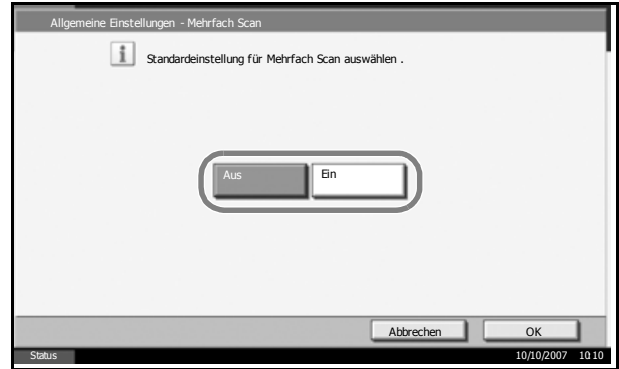 Allgemeine Einstellungen - Mehrfach Scan
i
Standardeinstellung für Mehrfach Scan auswählen .
Aus
Ein
Abbrechen
OK
Status
10/10/2007 10:10